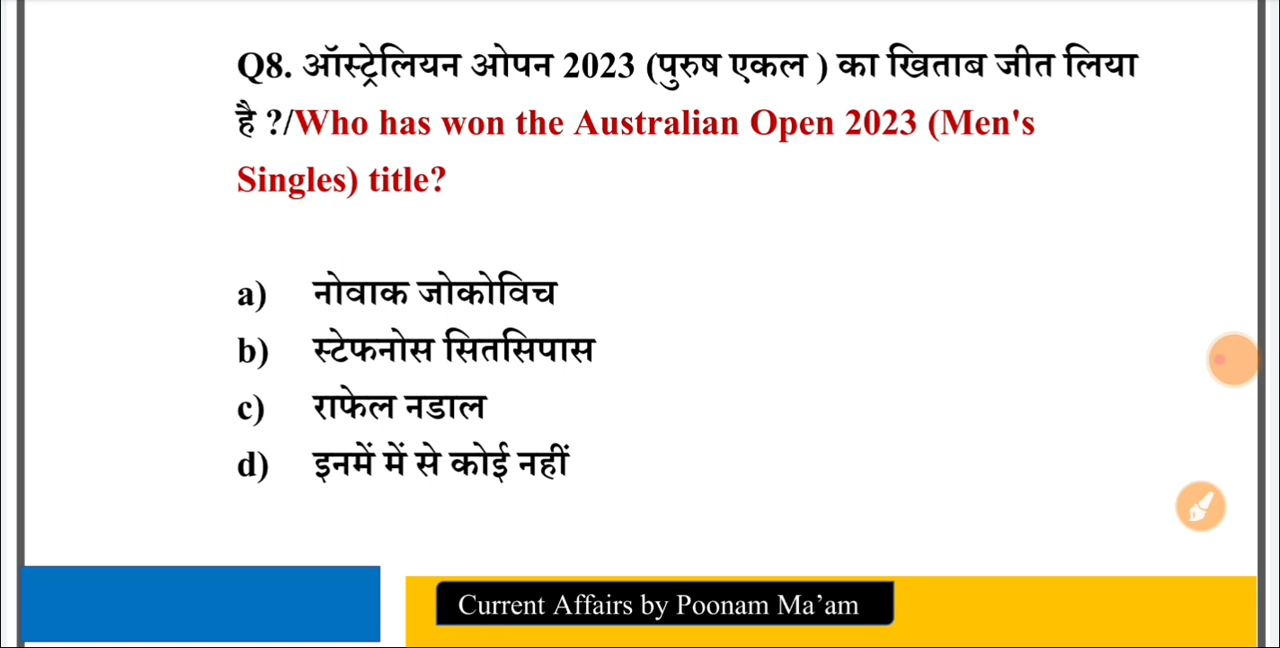 Q8. ऑस्ट्रेलियन ओपन 2023 (पुरुष एकल ) का खिताब जीत लिया
है ?/Who has won the Australian Open 2023 (Men's
Singles) title?
a) नोवाक जोकोविच
b) स्टेफनोस सितसिपास
c) राफेल नडाल
d) इनमें में से कोई नहीं
Current Affairs by Poonam Ma’am